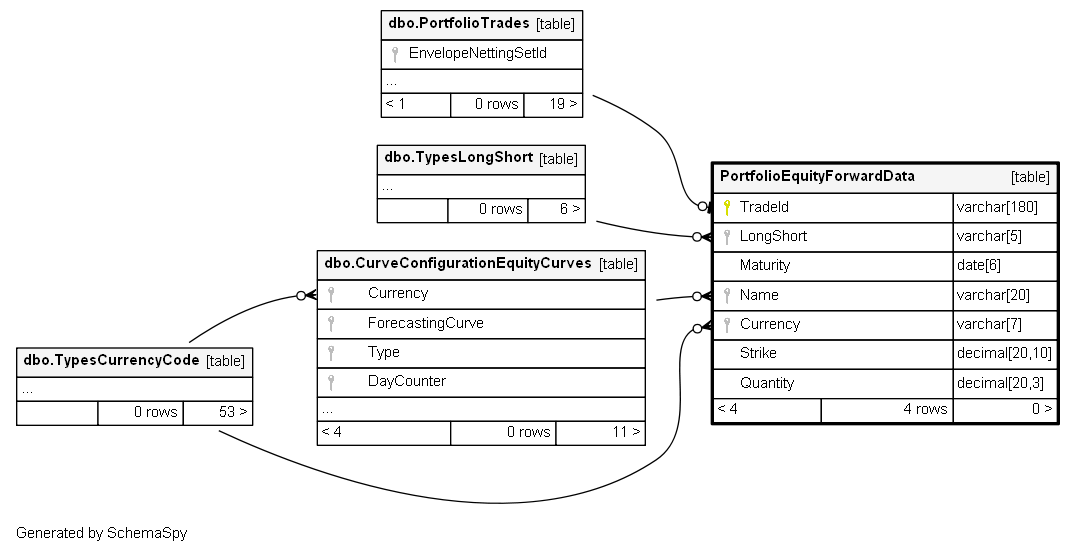 dbo.PortfolioTrades [table]
EnvelopeNettingSetId
...
< 1 0 rows 19 >
dbo.TypesLongShort [table]
...
0 rows 6 >
dbo.CurveConfigurationEquityCurves [table]
Currency
ForecastingCurve
Type
DayCounter
...
< 4 0 rows 11 >
dbo.TypesCurrencyCode [table]
...
0 rows 53 >
PortfolioEquityForwardData [table]
TradeId varchar[180]
LongShort varchar[5]
Maturity date[6]
Name varchar[20]
Currency varchar[7]
Strike decimal[20,10]
Quantity decimal[20,3]
< 4 4 rows 0 >
Generated by SchemaSpy